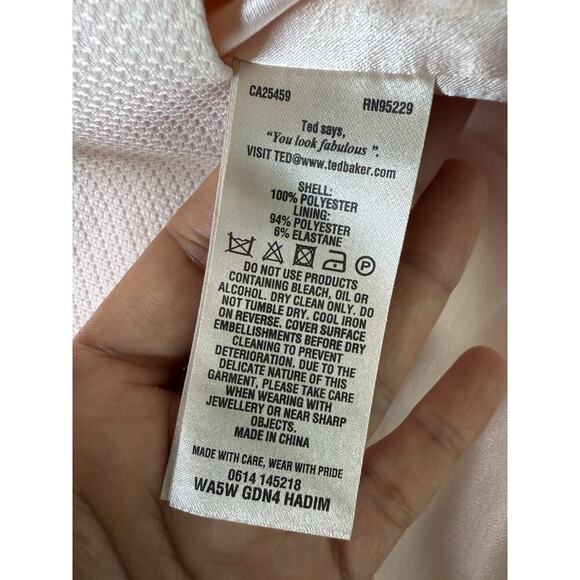 CA25459 RN95229
Ted says,
"You look fabulous".
VISIT TED@www.tedbaker.com
SHELL:
100% POLYESTER
LINING:
94% POLYESTER
6% ELASTANE
P
DO NOT USE PRODUCTS
CONTAINING BLEACH, OIL OR
ALCOHOL. DRY CLEAN ONLY. DO
NOT TUMBLE DRY. COOL IRON
ON REVERSE. COVER SURFACE
EMBELLISHMENTS BEFORE DRY
CLEANING TO PREVENT
DETERIORATION. DUE TO THE
DELICATE NATURE OF THIS
GARMENT, PLEASE TAKE CARE
WHEN WEARING WITH
JEWELLERY OR NEAR SHARP
OBJECTS.
MADE IN CHINA
MADE WITH CARE, WEAR WITH PRIDE
0614 145218
WA5W GDN4 HADIM